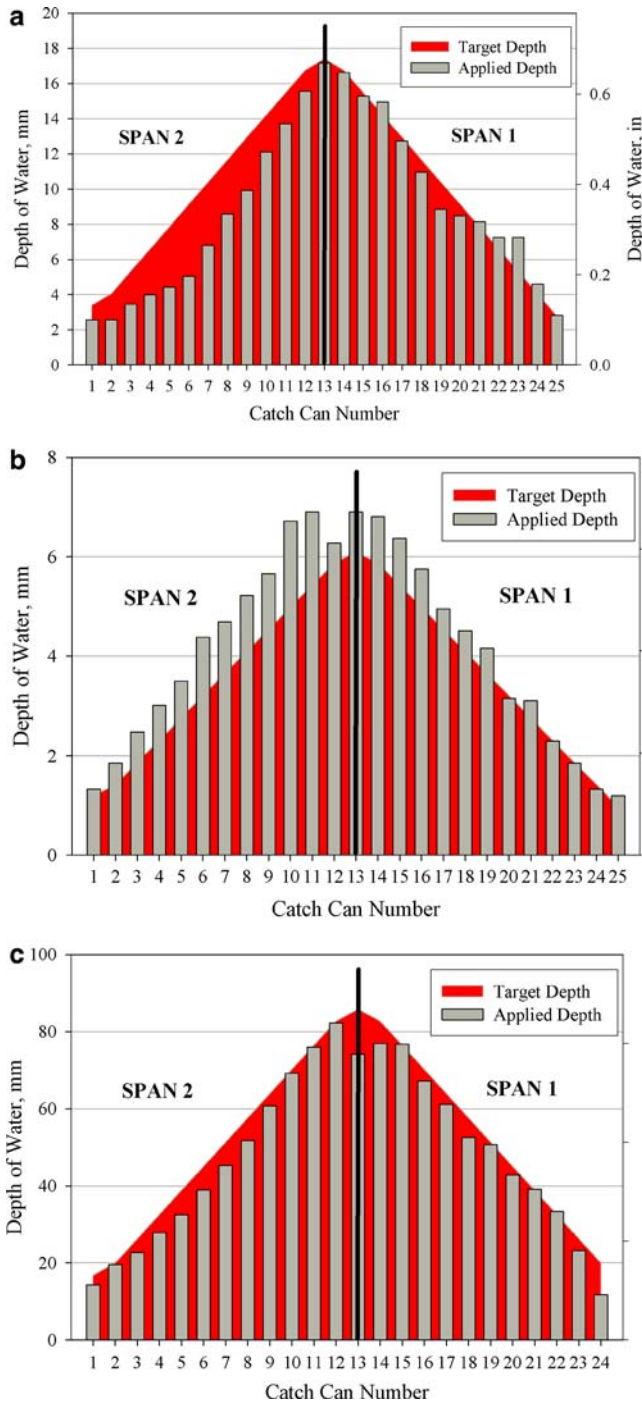 a
20
18
16
14
12
10
8
6
4
2
0
Depth of Water, mm
SPAN 2
SPAN 1
Target Depth
Applied Depth
0.6
0.4
0.2
0.0
Depth of Water, in
1 2 3 4 5 6 7 8 9 10 11 12 13 14 15 16 17 18 19 20 21 22 23 24 25
Catch Can Number
b
8
6
4
2
0
Depth of Water, mm
SPAN 2
SPAN 1
Target Depth
Applied Depth
1 2 3 4 5 6 7 8 9 10 11 12 13 14 15 16 17 18 19 20 21 22 23 24 25
Catch Can Number
c
100
80
60
40
20
0
Depth of Water, mm
SPAN 2
SPAN 1
Target Depth
Applied Depth
1 2 3 4 5 6 7 8 9 10 11 12 13 14 15 16 17 18 19 20 21 22 23 24
Catch Can Number